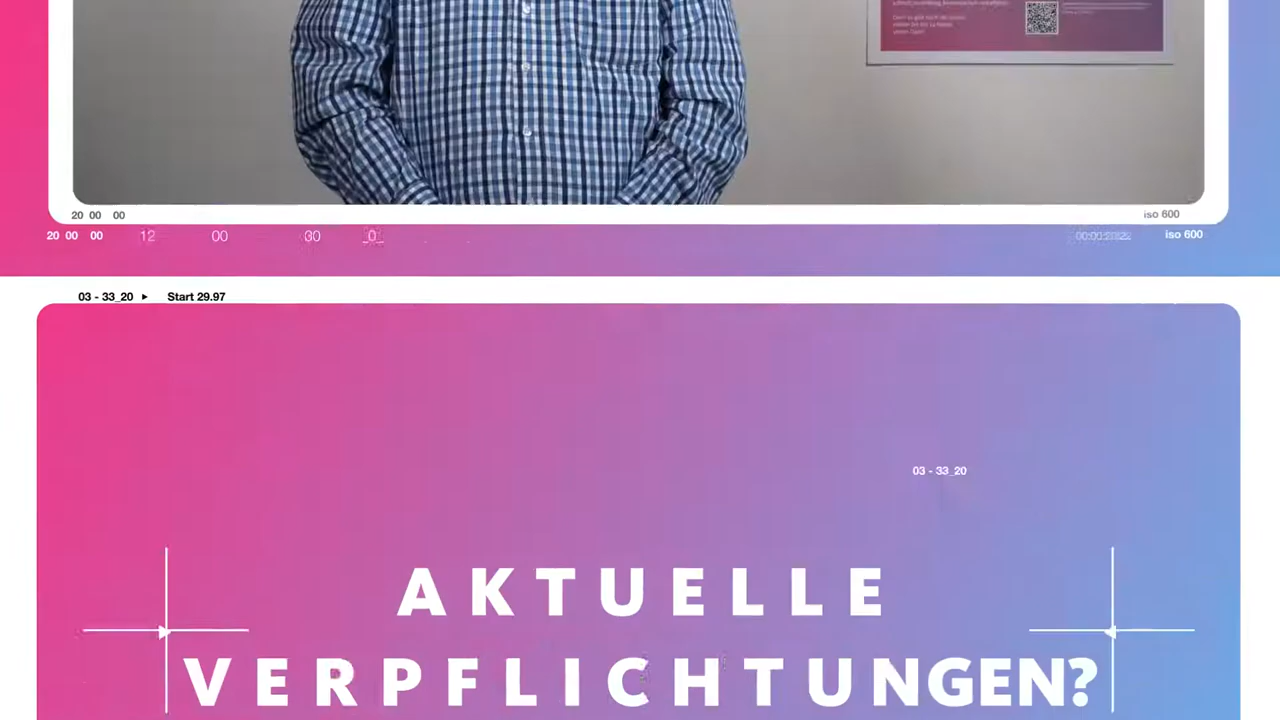 20 00 00
iso 600
20 00 00 12 00 30 0
iso 600
03 - 33_20 Start 29.97
03 - 33_20
AKTUELLE
VERPFLICHTUNGEN?